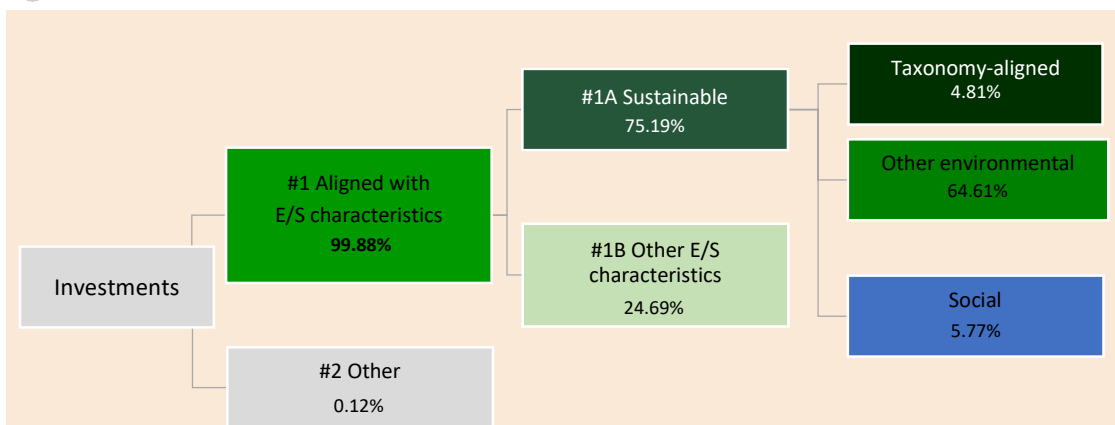 Investments
#1 Aligned with
E/S characteristics
99.88%
#2 Other
0.12%
#1A Sustainable
75.19%
#1B Other E/S
characteristics
24.69%
Taxonomy-aligned
4.81%
Other environmental
64.61%
Social
5.77%